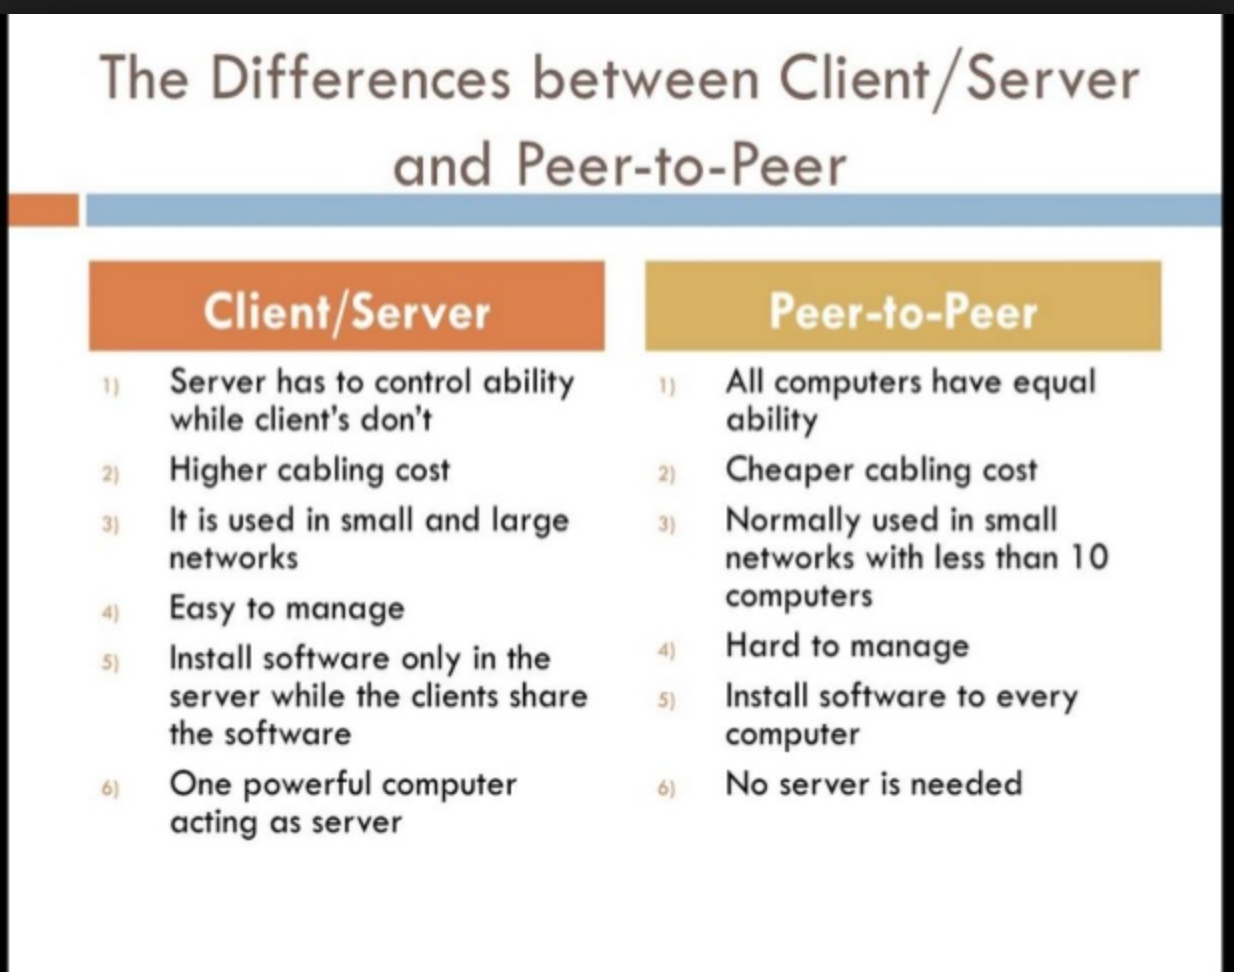 The Differences between Client/Server
and Peer-to-Peer
Client/Server
1) Server has to control ability
while client's don't
2) Higher cabling cost
3) It is used in small and large
networks
4) Easy to manage
5) Install software only in the
server while the clients share
the software
6) One powerful computer
acting as server
Peer-to-Peer
1) All computers have equal
ability
2) Cheaper cabling cost
3) Normally used in small
networks with less than 10
computers
4) Hard to manage
5) Install software to every
computer
6) No server is needed